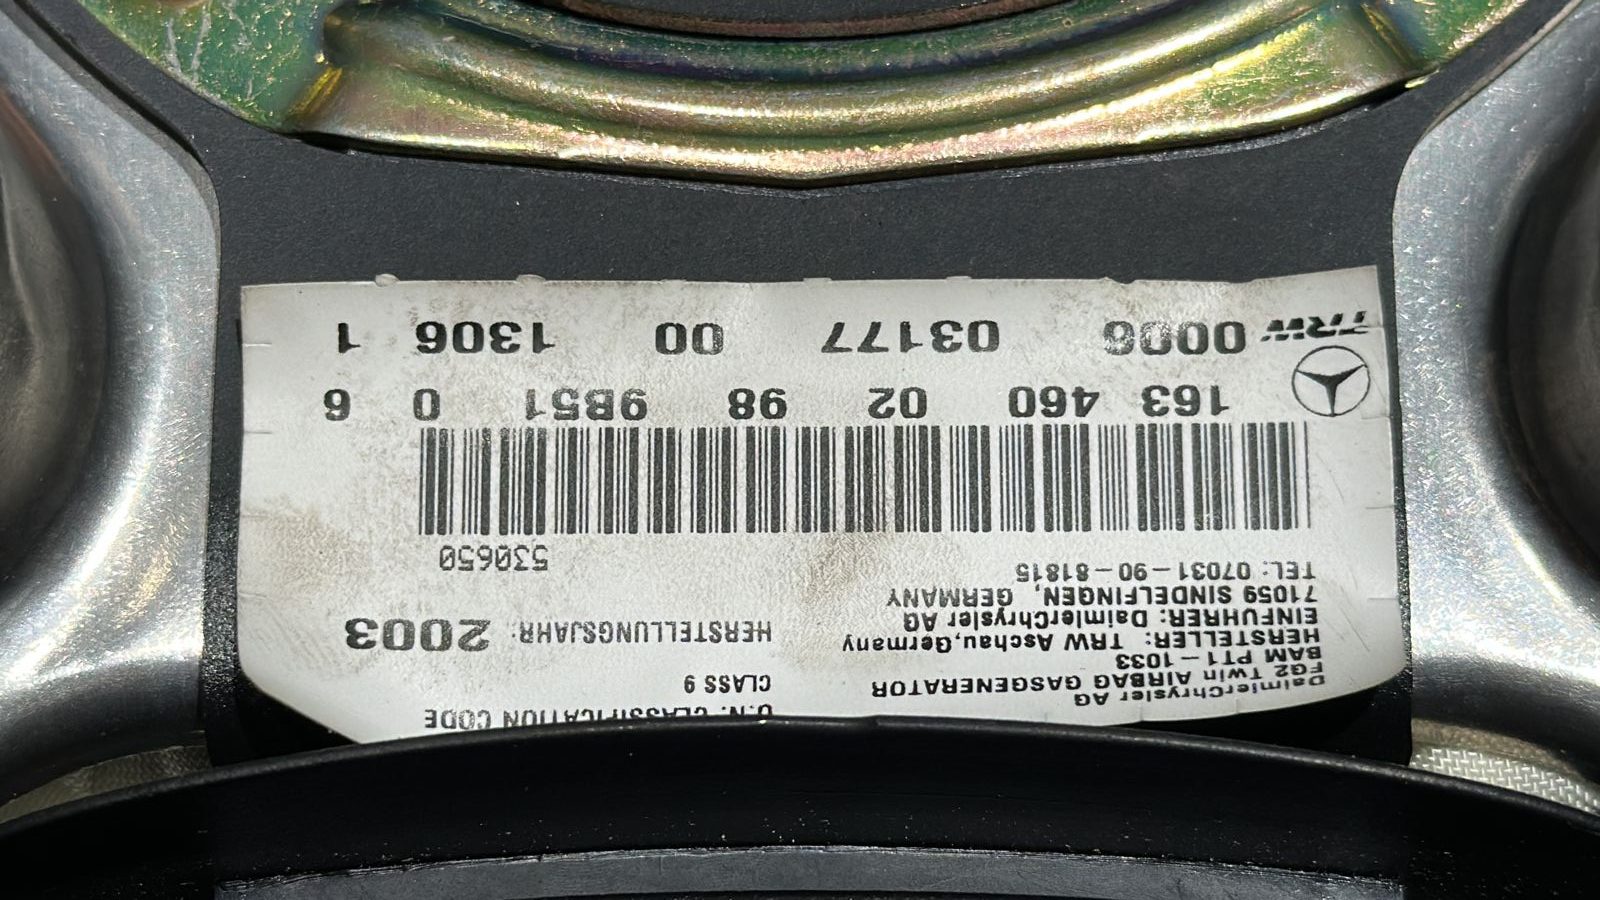 DaimlerChrysler AG
FG2 Twin AIRBAG GASGENERATOR
BAM PT1-1033
HERSTELLER: TRW Aschau,Germany
EINFUHRER: DaimlerChrysler AG
71059 SINDELFINGEN, GERMANY
TEL: 07031-90-81815
U.N. CLASSIFICATION CODE
CLASS 9
HERSTELLUNGSJAHR: 2003
530650
163 460 02 98 9B51 0 6
TRW 0006 03177 00 1306 1